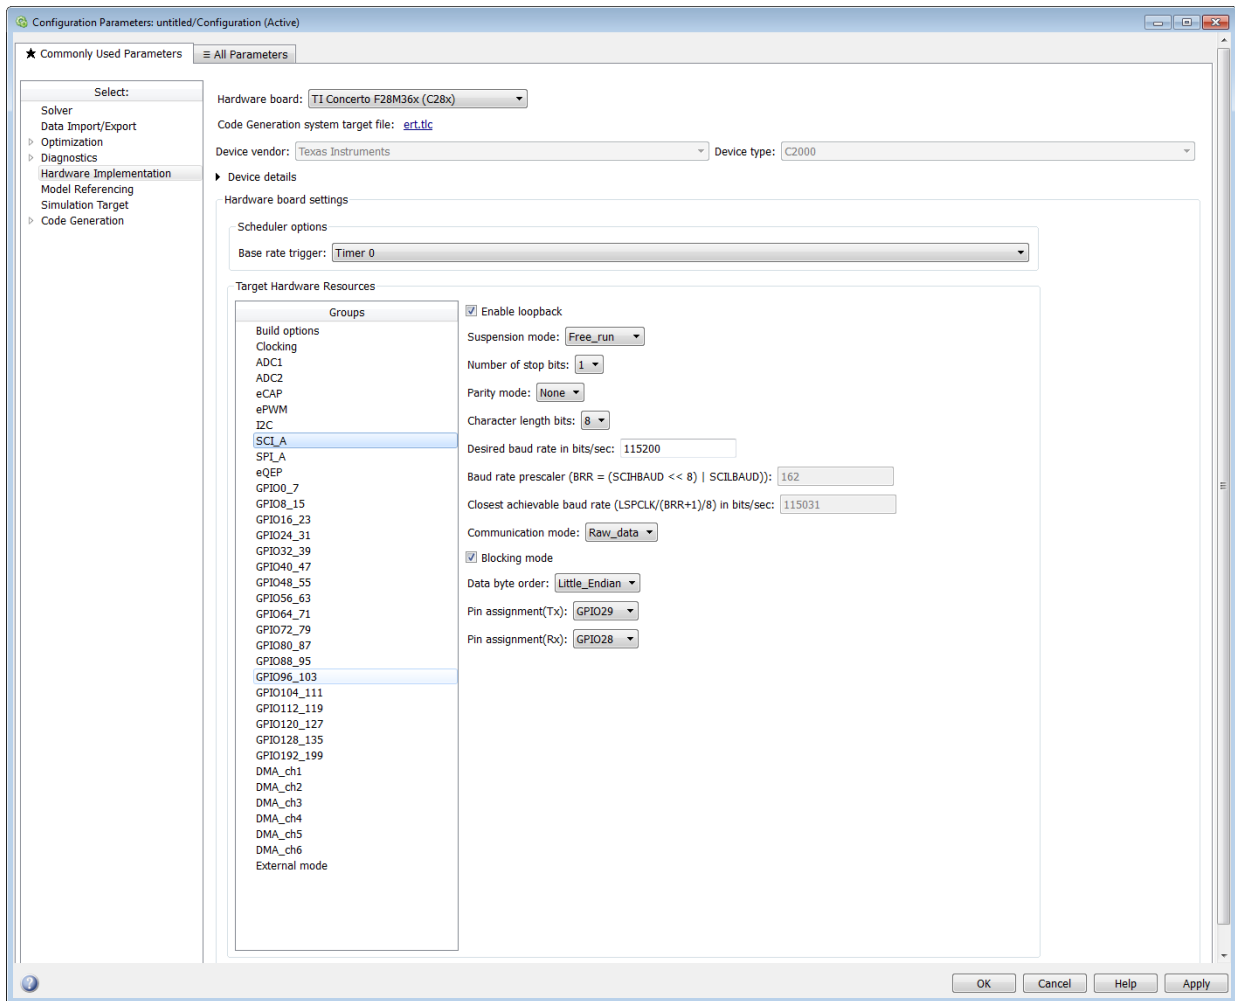 Configuration Parameters: untitled/Configuration (Active)
★ Commonly Used Parameters
≡ All Parameters
Select:
Solver
Data Import/Export
Optimization
Diagnostics
Hardware Implementation
Model Referencing
Simulation Target
Code Generation
Hardware board: TI Concerto F28M36x (C28x)
Code Generation system target file: ert.tlc
Device vendor: Texas Instruments
Device type: C2000
Device details
Hardware board settings
Scheduler options
Base rate trigger: Timer 0
Target Hardware Resources
Groups
Build options
Clocking
ADC1
ADC2
eCAP
ePWM
I2C
SCI_A
SPI_A
eQEP
GPIO0_7
GPIO8_15
GPIO16_23
GPIO24_31
GPIO32_39
GPIO40_47
GPIO48_55
GPIO56_63
GPIO64_71
GPIO72_79
GPIO80_87
GPIO88_95
GPIO96_103
GPIO104_111
GPIO112_119
GPIO120_127
GPIO128_135
GPIO192_199
DMA_ch1
DMA_ch2
DMA_ch3
DMA_ch4
DMA_ch5
DMA_ch6
External mode
Enable loopback
Suspension mode: Free_run
Number of stop bits: 1
Parity mode: None
Character length bits: 8
Desired baud rate in bits/sec: 115200
Baud rate prescaler (BRR = (SCIHBAUD << 8) | SCILBAUD)): 162
Closest achievable baud rate (LSPCLK/(BRR+1)/8) in bits/sec: 115031
Communication mode: Raw_data
Blocking mode
Data byte order: Little_Endian
Pin assignment(Tx): GPIO29
Pin assignment(Rx): GPIO28
OK
Cancel
Help
Apply